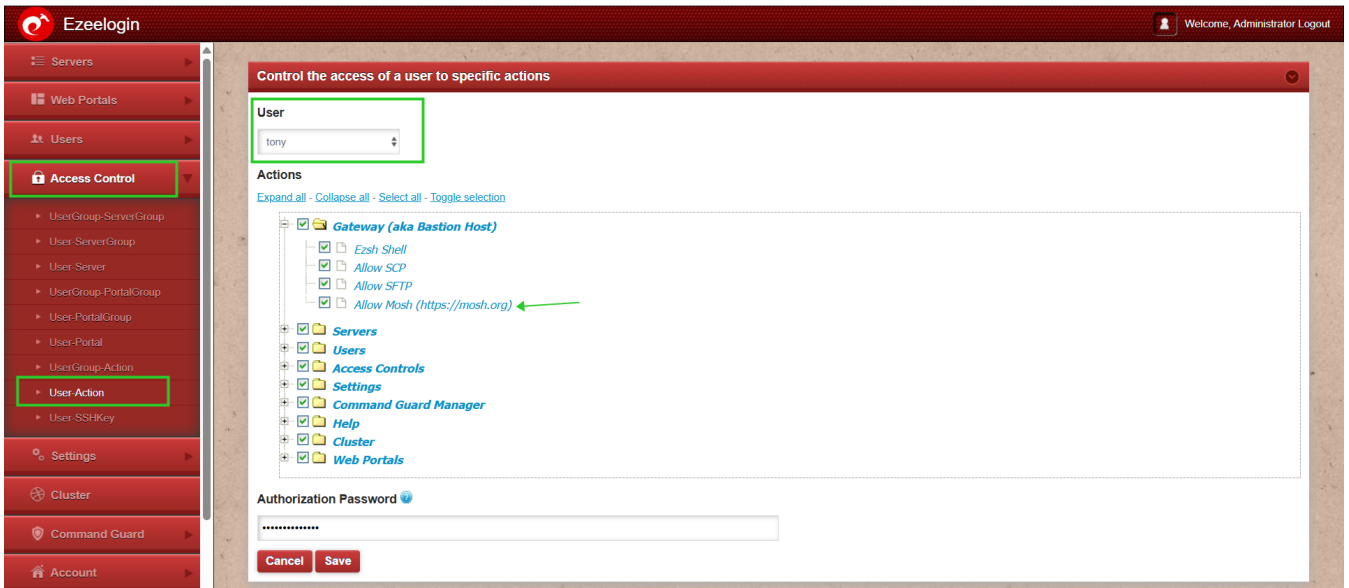 Ezeelogin
Welcome, Administrator Logout
Servers
Web Portals
Users
Access Control
UserGroup-ServerGroup
User-ServerGroup
User-Server
UserGroup-PortalGroup
User-PortalGroup
User-Portal
UserGroup-Action
User-Action
User-SSHKey
Settings
Cluster
Command Guard
Account
Control the access of a user to specific actions
User
tony
Actions
Expand all - Collapse all - Select all - Toggle selection
Gateway (aka Bastion Host)
Ezsh Shell
Allow SCP
Allow SFTP
Allow Mosh (https://mosh.org)
Servers
Users
Access Controls
Settings
Command Guard Manager
Help
Cluster
Web Portals
Authorization Password
••••••••••••••
Cancel Save